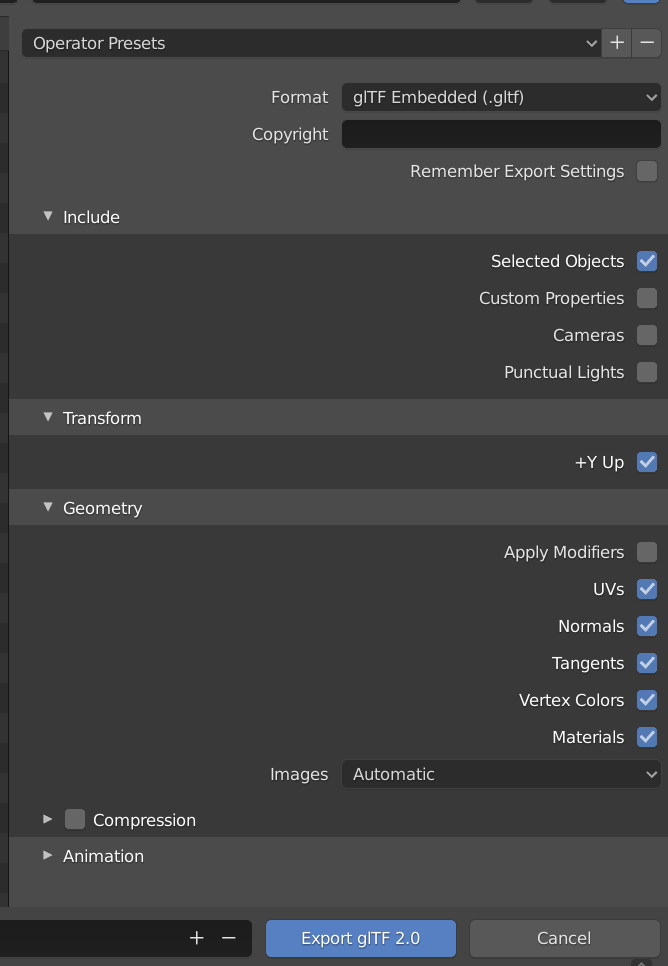 Operator Presets
Format glTF Embedded (.gltf)
Copyright
Remember Export Settings
Include
Selected Objects
Custom Properties
Cameras
Punctual Lights
Transform
+Y Up
Geometry
Apply Modifiers
UVs
Normals
Tangents
Vertex Colors
Materials
Images Automatic
Compression
Animation
Export glTF 2.0 Cancel